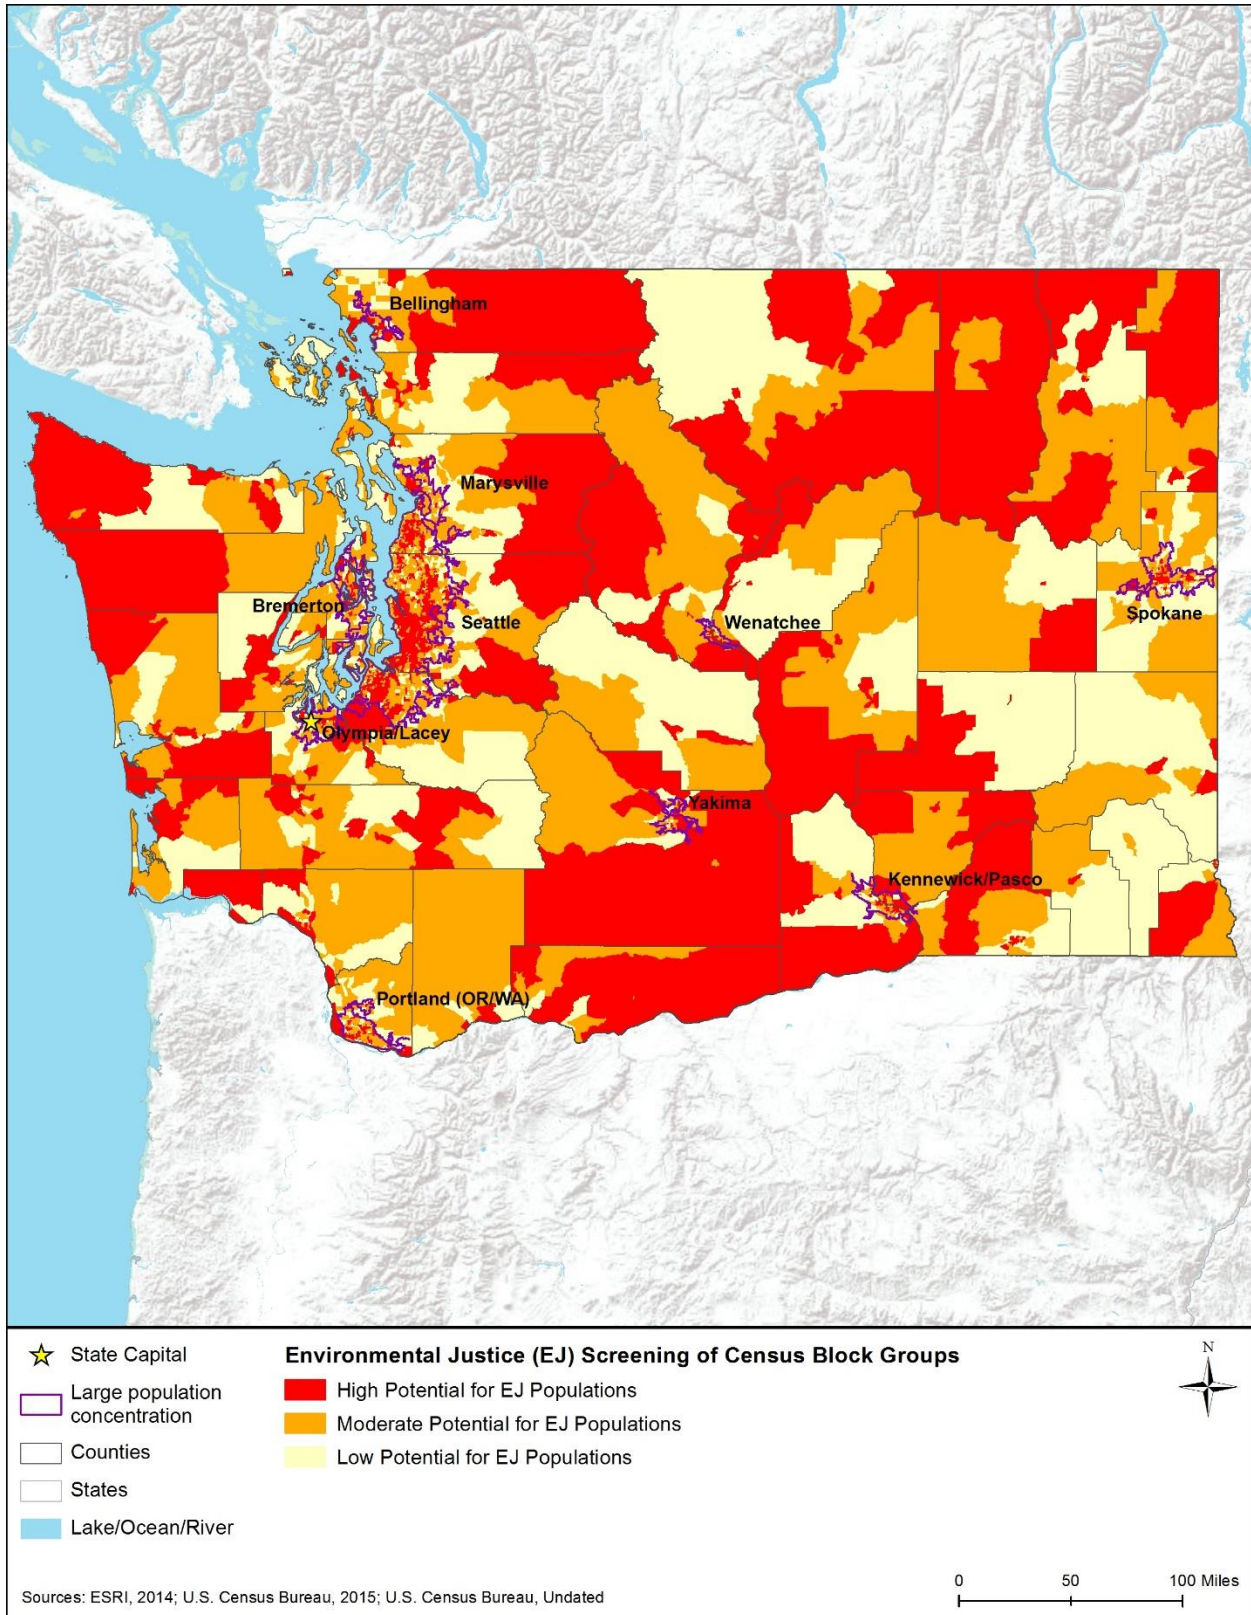 Bellingham
Marysville
Bremerton
Seattle
Wenatchee
Spokane
Olympia/Lacey
Yakima
Kennewick/Pasco
Portland (OR/WA)
State Capital
Large population
concentration
Counties
States
Lake/Ocean/River
Environmental Justice (EJ) Screening of Census Block Groups
High Potential for EJ Populations
Moderate Potential for EJ Populations
Low Potential for EJ Populations
N
Sources: ESRI, 2014; U.S. Census Bureau, 2015; U.S. Census Bureau, Undated
0 50 100 Miles